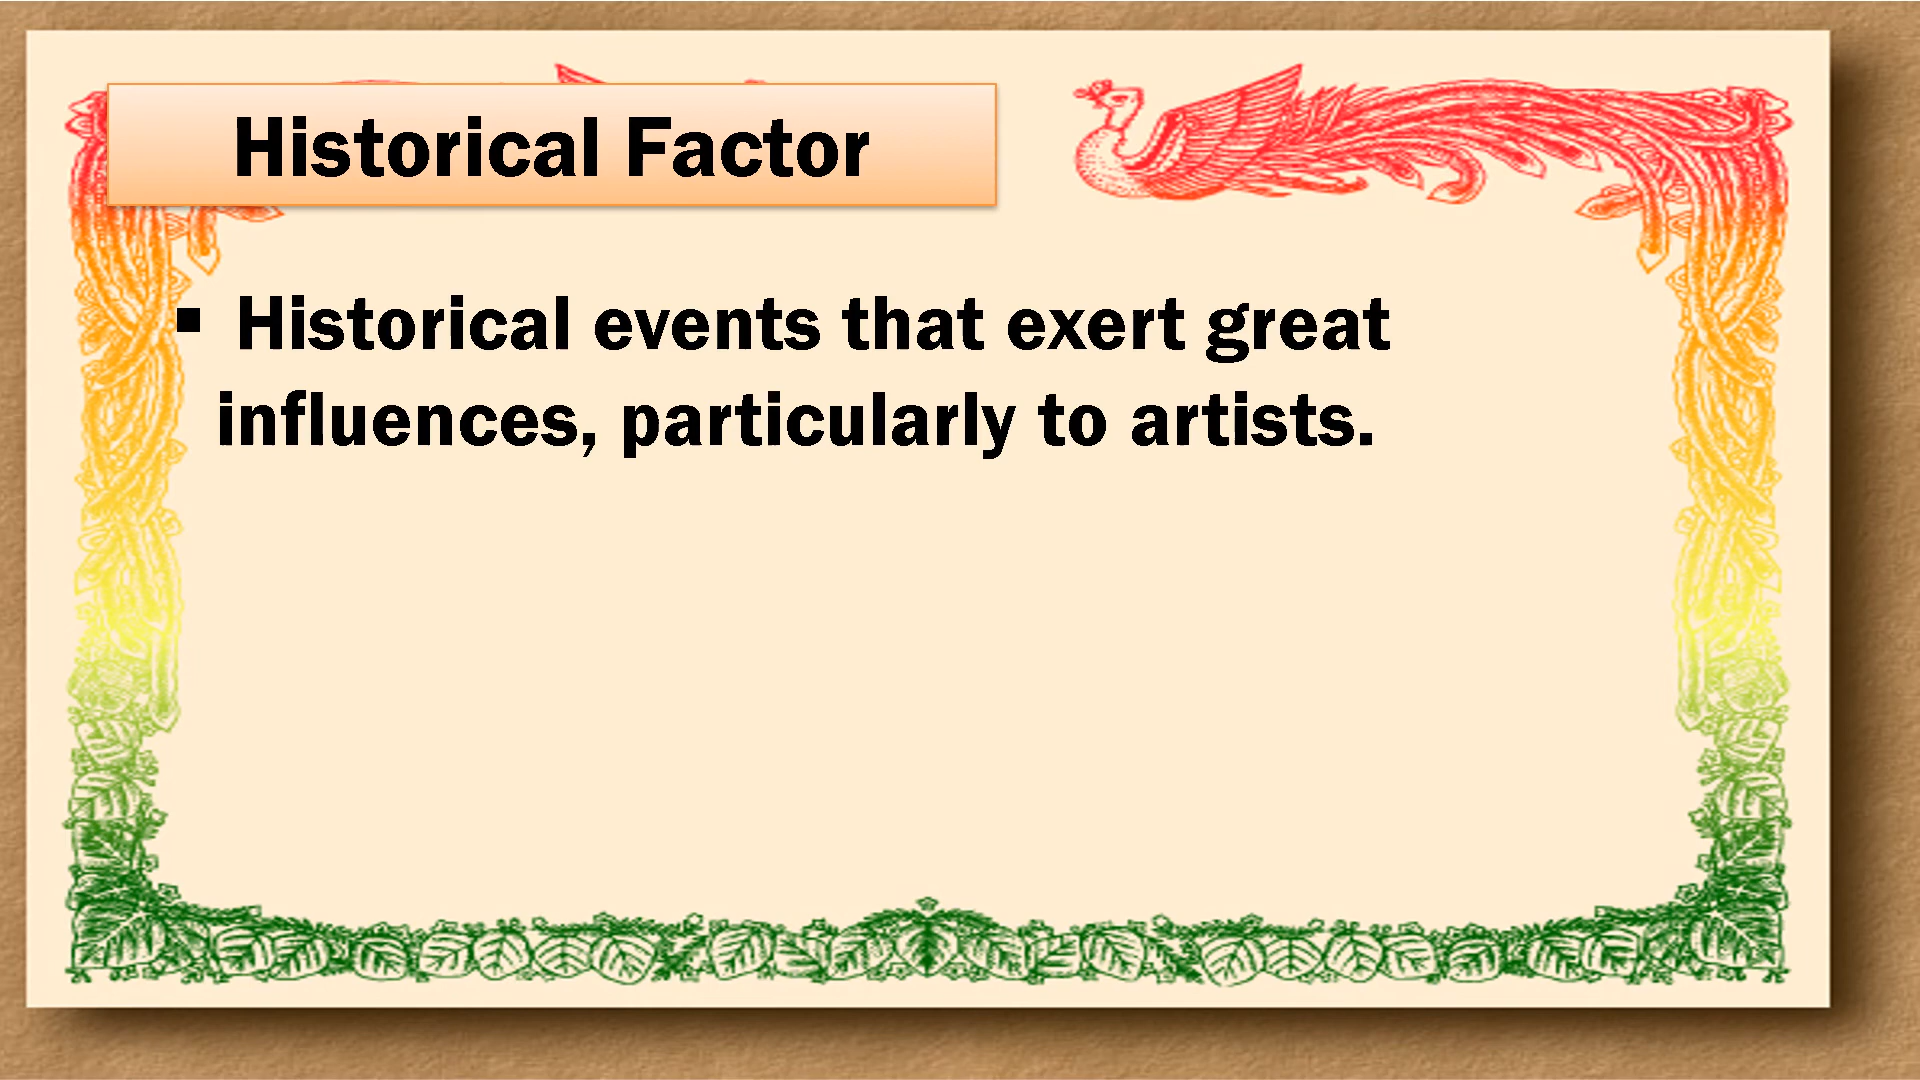 Historical Factor
▪ Historical events that exert great
influences, particularly to artists.